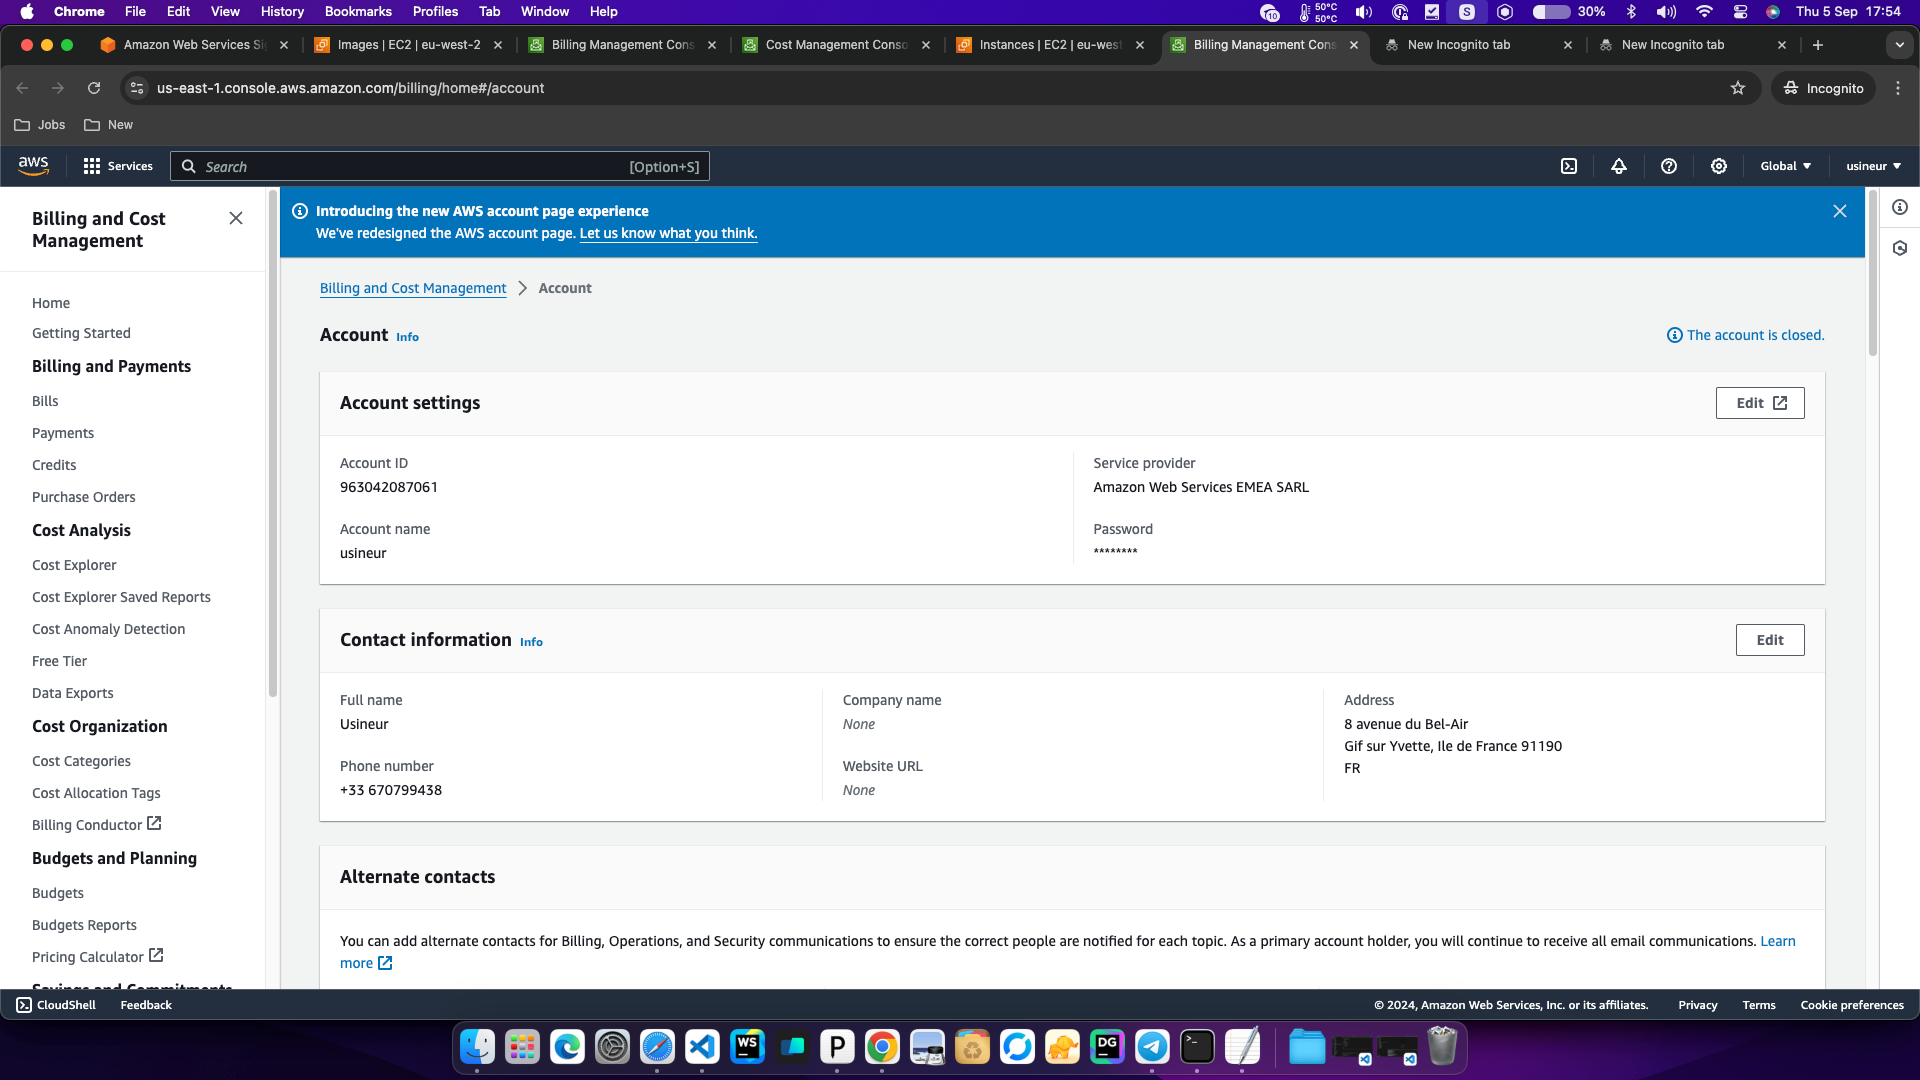 Chrome File Edit View History Bookmarks Profiles Tab Window Help
10 50°C 50°C S 30% Thu 5 Sep 17:54
Amazon Web Services Si
Images | EC2 | eu-west-2
Billing Management Cons
Cost Management Conso
Instances | EC2 | eu-west
Billing Management Cons
New Incognito tab
New Incognito tab
us-east-1.console.aws.amazon.com/billing/home#/account
Incognito
Jobs New
aws Services Search [Option+S] Global usineur
Billing and Cost
Management
Home
Getting Started
Billing and Payments
Bills
Payments
Credits
Purchase Orders
Cost Analysis
Cost Explorer
Cost Explorer Saved Reports
Cost Anomaly Detection
Free Tier
Data Exports
Cost Organization
Cost Categories
Cost Allocation Tags
Billing Conductor
Budgets and Planning
Budgets
Budgets Reports
Pricing Calculator
Savings and Commitments
Introducing the new AWS account page experience
We've redesigned the AWS account page. Let us know what you think.
Billing and Cost Management > Account
Account Info
The account is closed.
Account settings
Edit
Account ID
963042087061
Service provider
Amazon Web Services EMEA SARL
Account name
usineur
Password
********
Contact information Info
Edit
Full name
Usineur
Phone number
+33 670799438
Company name
None
Website URL
None
Address
8 avenue du Bel-Air
Gif sur Yvette, Ile de France 91190
FR
Alternate contacts
You can add alternate contacts for Billing, Operations, and Security communications to ensure the correct people are notified for each topic. As a primary account holder, you will continue to receive all email communications. Learn
more
CloudShell Feedback
© 2024, Amazon Web Services, Inc. or its affiliates. Privacy Terms Cookie preferences
WS
P
DG